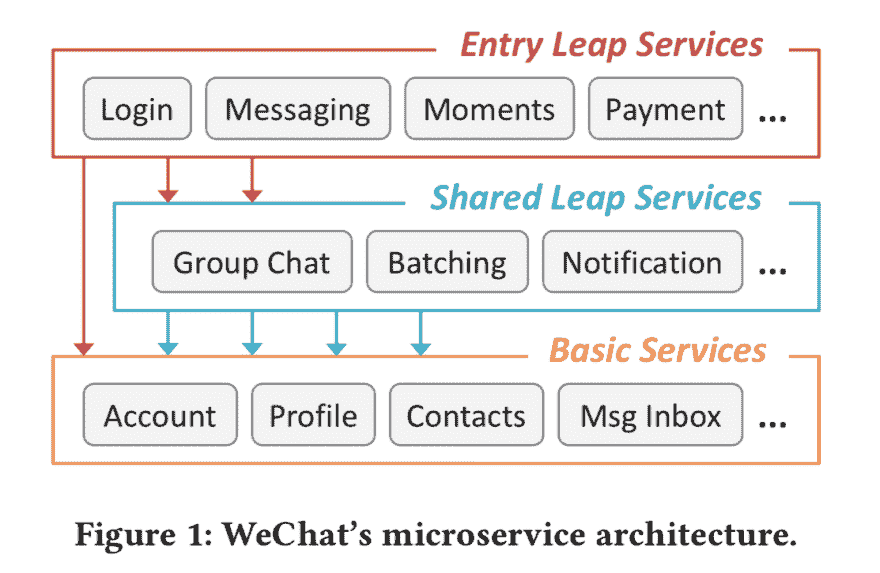 Entry Leap Services
Login Messaging Moments Payment ...
Shared Leap Services
Group Chat Batching Notification ...
Basic Services
Account Profile Contacts Msg Inbox ...
Figure 1: WeChat’s microservice architecture.